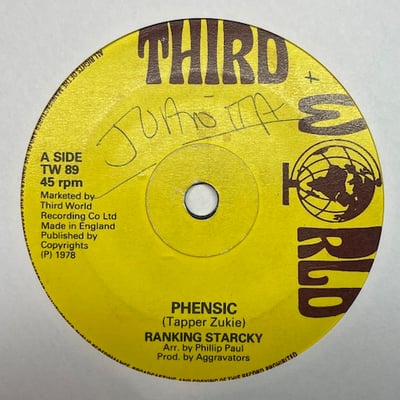 THIRD
WORLD
JUANITA
A SIDE
TW 89
45 rpm
Marketed by
Third World
Recording Co Ltd
Made in England
Published by
Copyrights
(P) 1978
PHENSIC
(Tapper Zukie)
RANKING STARCKY
Arr. by Phillip Paul
Prod. by Aggravators